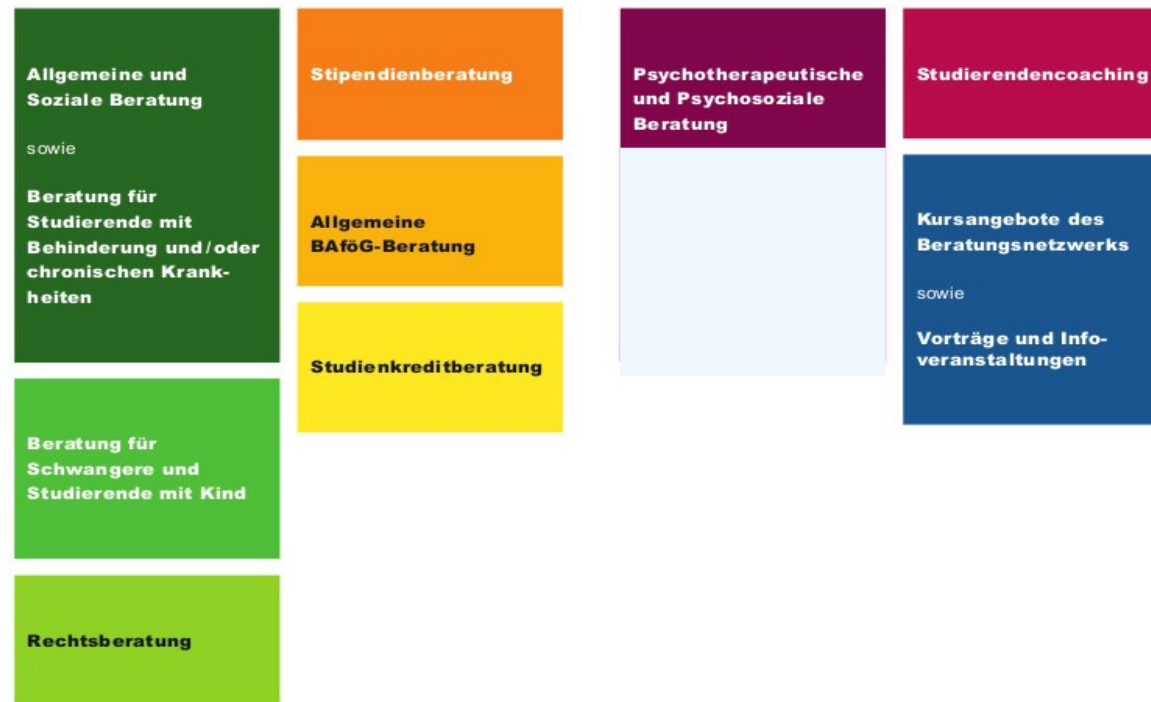 Allgemeine und
Soziale Beratung
sowie
Beratung für
Studierende mit
Behinderung und/oder
chronischen Krank-
heiten
Beratung für
Schwangere und
Studierende mit Kind
Rechtsberatung
Stipendienberatung
Allgemeine
BAföG-Beratung
Studienkreditberatung
Psychotherapeutische
und Psychosoziale
Beratung
Studierendencoaching
Kursangebote des
Beratungsnetzwerks
sowie
Vorträge und Info-
veranstaltungen